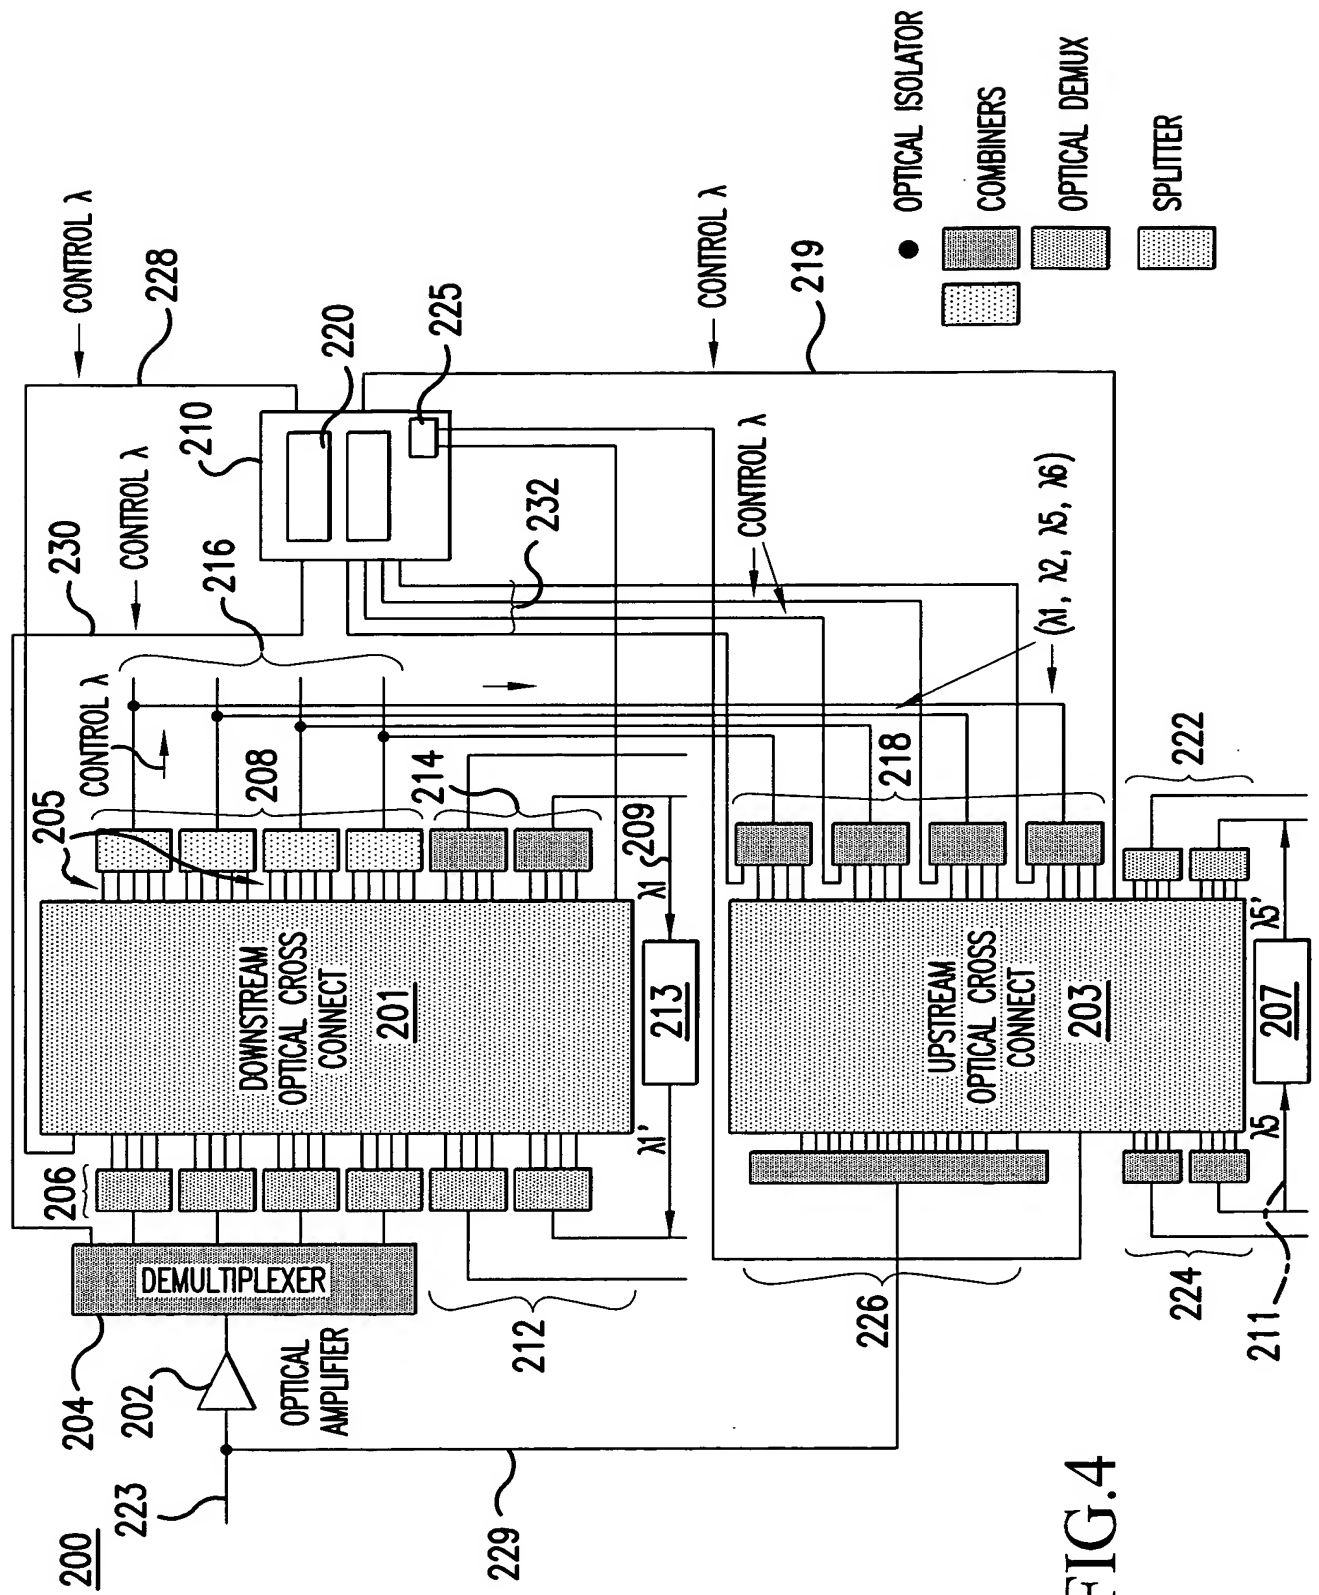 200
223
204
202
OPTICAL
AMPLIFIER
DEMULTIPLEXER
206
230
CONTROL λ
228
CONTROL λ
CONTROL λ
216
205
208
214
212
DOWNSTREAM
OPTICAL CROSS
CONNECT
201
210
220
225
232
λ1'
213
λ1
209
229
226
UPSTREAM
OPTICAL CROSS
CONNECT
203
218
CONTROL λ
CONTROL λ
219
(λ1, λ2, λ5, λ6)
222
224
211
λ5
207
λ5'
OPTICAL ISOLATOR
COMBINERS
OPTICAL DEMUX
SPLITTER
FIG.4